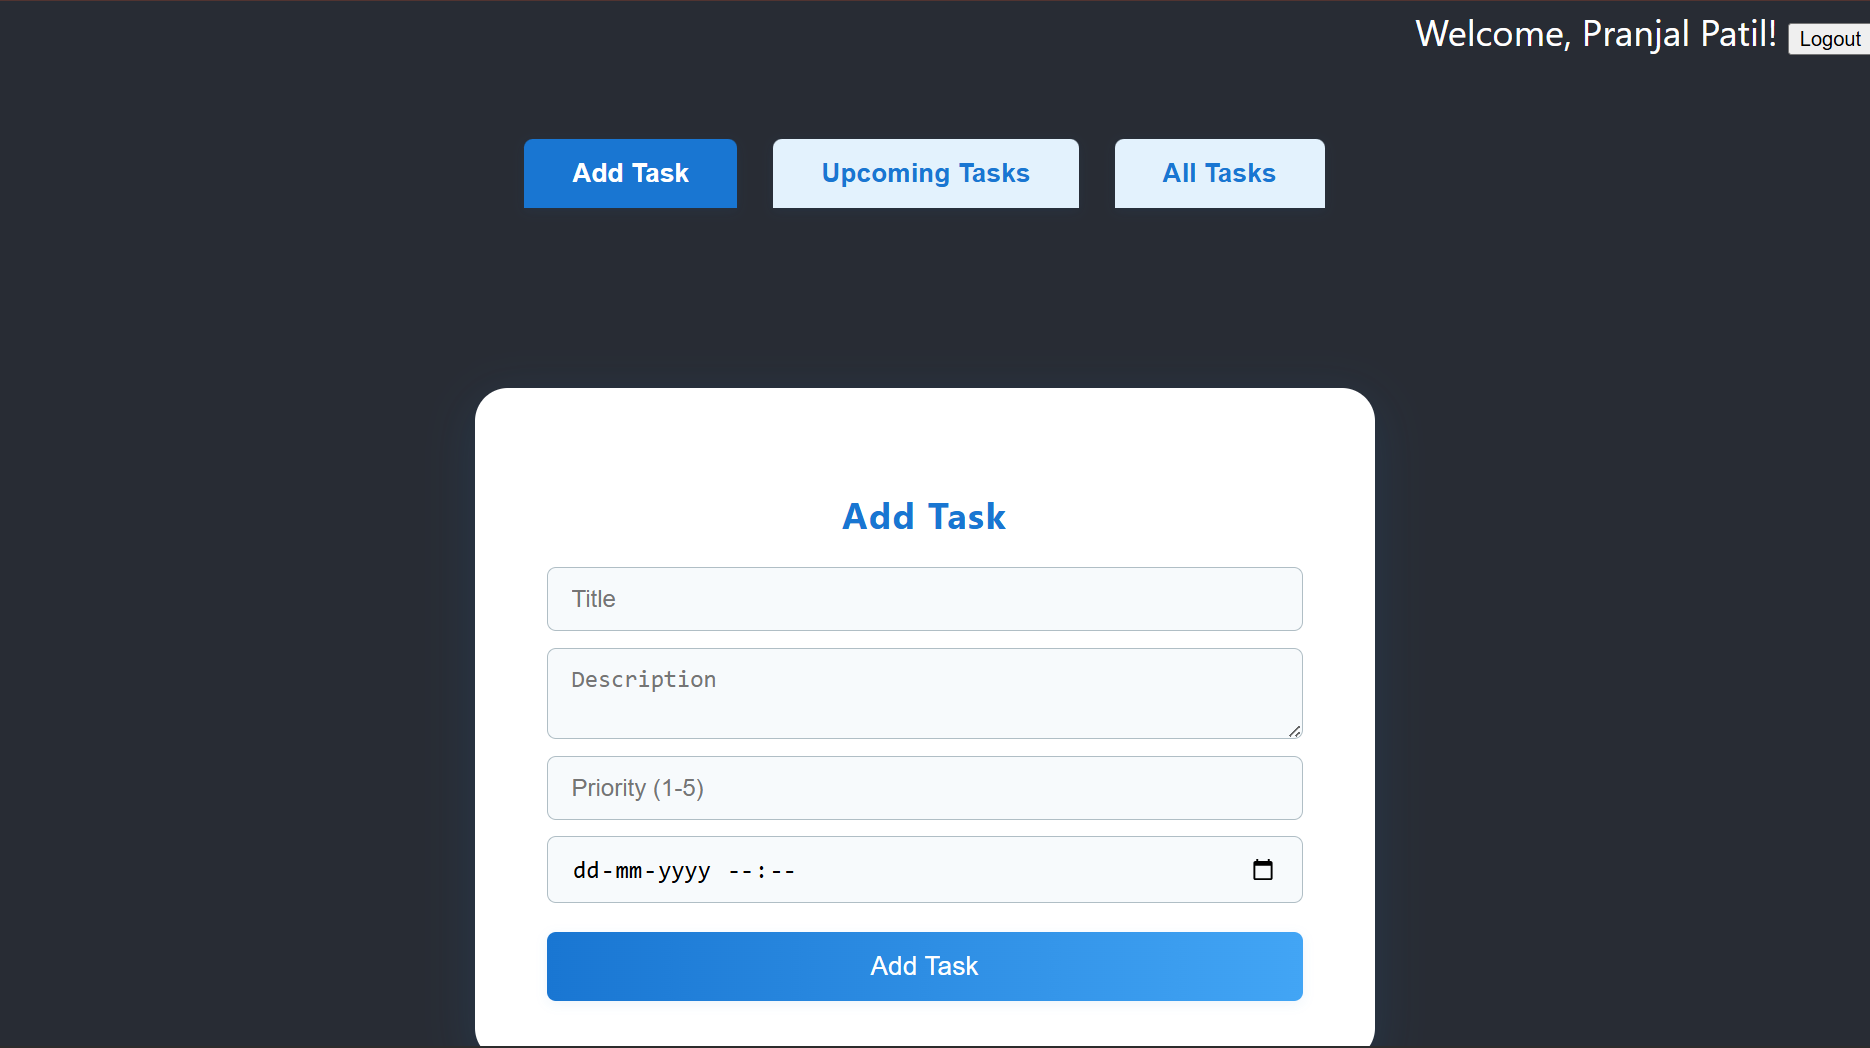 Welcome, Pranjal Patil! Logout
Add Task Upcoming Tasks All Tasks
Add Task
Title
Description
Priority (1-5)
dd-mm-yyyy --:--
Add Task